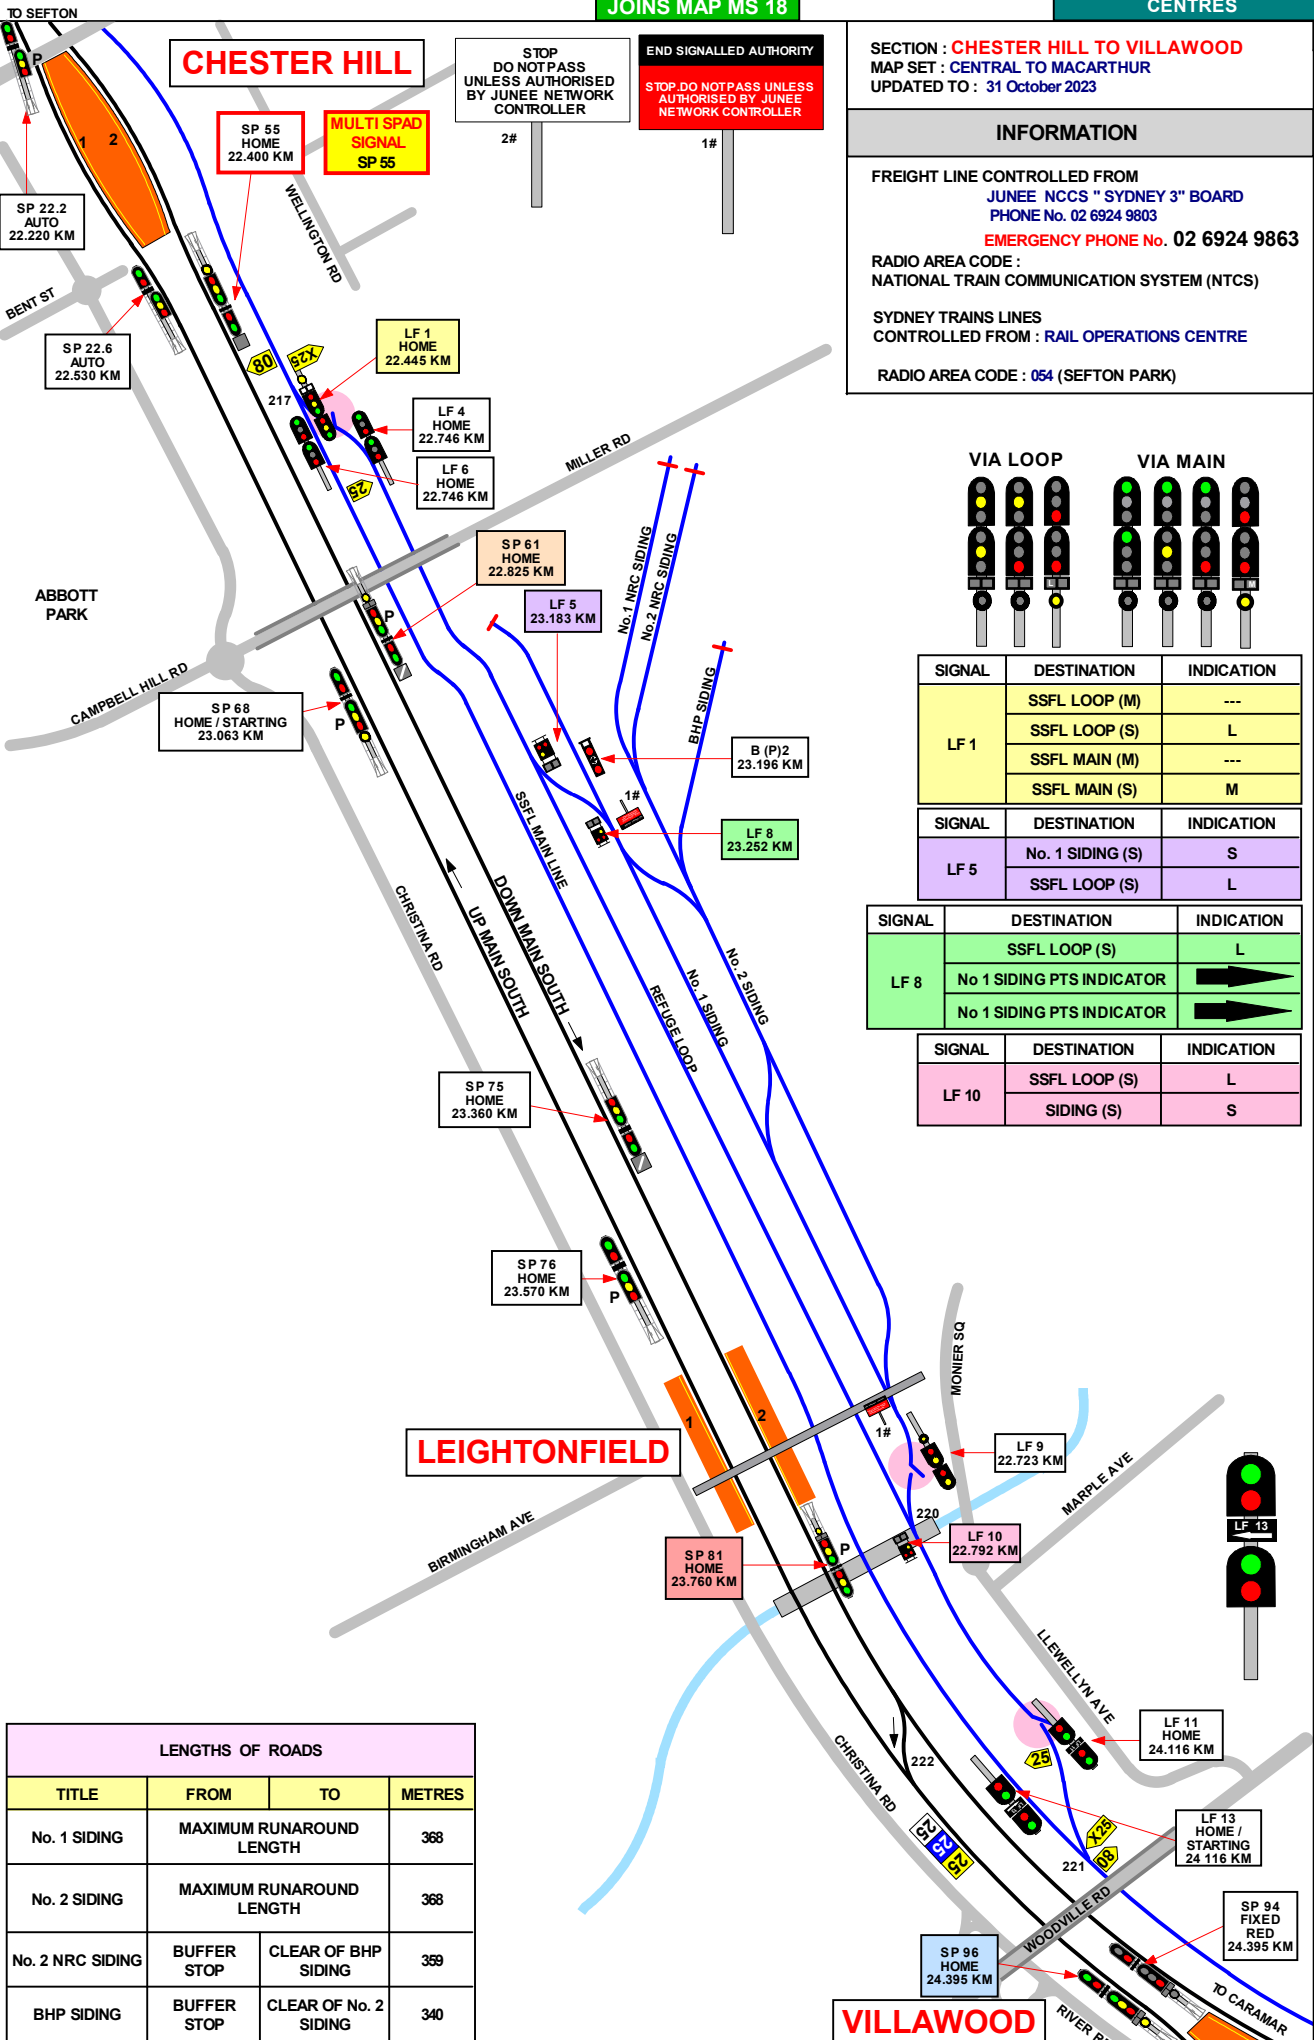 TO SEFTON
JOINS MAP MS 18
CENTRES
CHESTER HILL
STOP
DO NOT PASS
UNLESS AUTHORISED
BY JUNEE NETWORK
CONTROLLER
2#
END SIGNALLED AUTHORITY
STOP.DO NOT PASS UNLESS
AUTHORISED BY JUNEE
NETWORK CONTROLLER
1#
SECTION : CHESTER HILL TO VILLAWOOD
MAP SET : CENTRAL TO MACARTHUR
UPDATED TO : 31 October 2023
INFORMATION
FREIGHT LINE CONTROLLED FROM
JUNEE NCCS " SYDNEY 3" BOARD
PHONE No. 02 6924 9803
EMERGENCY PHONE No. 02 6924 9863
RADIO AREA CODE :
NATIONAL TRAIN COMMUNICATION SYSTEM (NTCS)
SYDNEY TRAINS LINES
CONTROLLED FROM : RAIL OPERATIONS CENTRE
RADIO AREA CODE : 054 (SEFTON PARK)
P
1 2
SP 55
HOME
22.400 KM
MULTI SPAD
SIGNAL
SP 55
SP 22.2
AUTO
22.220 KM
WELLINGTON RD
BENT ST
SP 22.6
AUTO
22.530 KM
80
X25
217
LF 1
HOME
22.445 KM
LF 4
HOME
22.746 KM
LF 6
HOME
22.746 KM
25
MILLER RD
VIA LOOP
VIA MAIN
L
M
ABBOTT
PARK
SP 61
HOME
22.825 KM
P
LF 5
23.183 KM
No.1 NRC SIDING
No.2 NRC SIDING
BHP SIDING
CAMPBELL HILL RD
SP 68
HOME / STARTING
23.063 KM
P
B (P)2
23.196 KM
1#
LF 8
23.252 KM
SIGNAL DESTINATION INDICATION
LF 1
SSFL LOOP (M) ---
SSFL LOOP (S) L
SSFL MAIN (M) ---
SSFL MAIN (S) M
SIGNAL DESTINATION INDICATION
LF 5
No. 1 SIDING (S) S
SSFL LOOP (S) L
SIGNAL DESTINATION INDICATION
LF 8
SSFL LOOP (S) L
No 1 SIDING PTS INDICATOR
No 1 SIDING PTS INDICATOR
SIGNAL DESTINATION INDICATION
LF 10
SSFL LOOP (S) L
SIDING (S) S
SSFL MAIN LINE
CHRISTINA RD
UP MAIN SOUTH
DOWN MAIN SOUTH
REFUGE LOOP
No. 1 SIDING
No. 2 SIDING
SP 75
HOME
23.360 KM
SP 76
HOME
23.570 KM
P
MONIER SQ
1
2
LEIGHTONFIELD
1#
LF 9
22.723 KM
MARPLE AVE
BIRMINGHAM AVE
220
LF 10
22.792 KM
SP 81
HOME
23.760 KM
P
LF 13
LLEWELLYN AVE
LF 11
HOME
24.116 KM
25
CHRISTINA RD
222
LF 13
HOME /
STARTING
24 116 KM
25
25
25
X25
80
221
WOODVILLE RD
SP 94
FIXED
RED
24.395 KM
SP 96
HOME
24.395 KM
TO CARAMAR
VILLAWOOD
LENGTHS OF ROADS
TITLE FROM TO METRES
No. 1 SIDING MAXIMUM RUNAROUND LENGTH 368
No. 2 SIDING MAXIMUM RUNAROUND LENGTH 368
No. 2 NRC SIDING BUFFER STOP CLEAR OF BHP SIDING 359
BHP SIDING BUFFER STOP CLEAR OF No. 2 SIDING 340